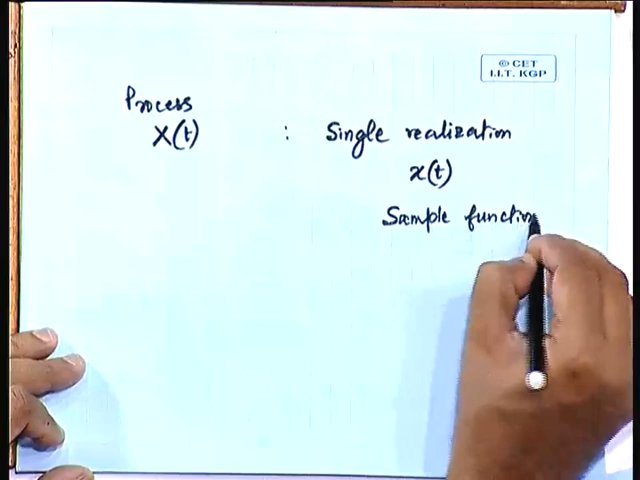 © CET
I.I.T. KGP
Process
X(t) : Single realization
x(t)
Sample function